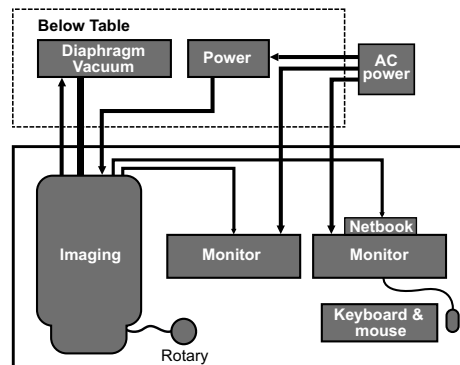 Below Table
Diaphragm
Vacuum
Power
AC
power
Imaging
Monitor
Netbook
Monitor
Keyboard &
mouse
Rotary